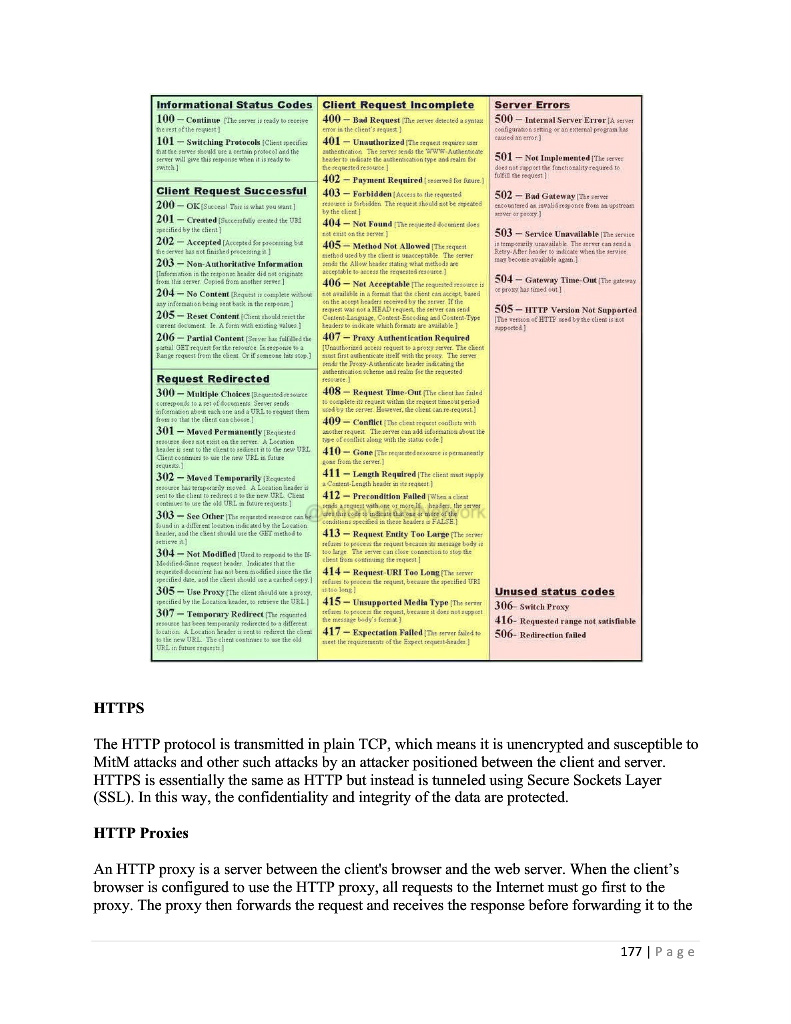 Informational Status Codes
100 – Continue [The server is ready to receive
the rest of the request.]
101 – Switching Protocols [Client specifies
that the server should use a certain protocol and the
server will give this response when it is ready to
switch.]
Client Request Successful
200 – OK [Success! This is what you want.]
201 – Created [Successfully created the URI
specified by the client.]
202 – Accepted [Accepted for processing but
the server has not finished processing it.]
203 – Non-Authoritative Information
[Information in the response header did not originate
from this server. Copied from another server.]
204 – No Content [Request is complete without
any information being sent back in the response.]
205 – Reset Content [Client should reset the
current document. Ie. A form with existing values.]
206 – Partial Content [Server has fulfilled the
partial GET request for the resource. In response to a
Range request from the client. Or if someone hits stop.]
Request Redirected
300 – Multiple Choices [Requested resource
corresponds to a set of documents. Server sends
information about each one and a URL to request them
from so that the client can choose.]
301 – Moved Permanently [Requested
resource does not exist on the server. A Location
header is sent to the client to redirect it to the new URL.
Client continues to use the new URL in future
requests.]
302 – Moved Temporarily [Requested
resource has temporarily moved. A Location header is
sent to the client to redirect it to the new URL. Client
continues to use the old URL in future requests.]
303 – See Other [The requested resource can be
found in a different location indicated by the Location
header, and the client should use the GET method to
retrieve it.]
304 – Not Modified [Used to respond to the If-
Modified-Since request header. Indicates that the
requested document has not been modified since the the
specified date, and the client should use a cached copy.]
305 – Use Proxy [The client should use a proxy,
specified by the Location header, to retrieve the URL.]
307 – Temporary Redirect [The requested
resource has been temporarily redirected to a different
location. A Location header is sent to redirect the client
to the new URL. The client continues to use the old
URL in future requests.]
Client Request Incomplete
400 – Bad Request [The server detected a syntax
error in the client's request.]
401 – Unauthorized [The request requires user
authentication. The server sends the WWW-Authenticate
header to indicate the authentication type and realm for
the requested resource.]
402 – Payment Required [reserved for future.]
403 – Forbidden [Access to the requested
resource is forbidden. The request should not be repeated
by the client.]
404 – Not Found [The requested document does
not exist on the server.]
405 – Method Not Allowed [The request
method used by the client is unacceptable. The server
sends the Allow header stating what methods are
acceptable to access the requested resource.]
406 – Not Acceptable [The requested resource is
not available in a format that the client can accept, based
on the accept headers received by the server. If the
request was not a HEAD request, the server can send
Content-Language, Content-Encoding and Content-Type
headers to indicate which formats are available.]
407 – Proxy Authentication Required
[Unauthorized access request to a proxy server. The client
must first authenticate itself with the proxy. The server
sends the Proxy-Authenticate header indicating the
authentication scheme and realm for the requested
resource.]
408 – Request Time-Out [The client has failed
to complete its request within the request timeout period
used by the server. However, the client can re-request.]
409 – Conflict [The client request conflicts with
another request. The server can add information about the
type of conflict along with the status code.]
410 – Gone [The requested resource is permanently
gone from the server.]
411 – Length Required [The client must supply
a Content-Length header in its request.]
412 – Precondition Failed [When a client
sends a request with one or more If... headers, the server
uses this code to indicate that one or more of the
conditions specified in these headers is FALSE.]
413 – Request Entity Too Large [The server
refuses to process the request because its message body is
too large. The server can close connection to stop the
client from continuing the request.]
414 – Request-URI Too Long [The server
refuses to process the request, because the specified URI
is too long.]
415 – Unsupported Media Type [The server
refuses to process the request, because it does not support
the message body's format.]
417 – Expectation Failed [The server failed to
meet the requirements of the Expect request-header.]
Server Errors
500 – Internal Server Error [A server
configuration setting or an external program has
caused an error.]
501 – Not Implemented [The server
does not support the functionality required to
fulfill the request.]
502 – Bad Gateway [The server
encountered an invalid response from an upstream
server or proxy.]
503 – Service Unavailable [The service
is temporarily unavailable. The server can send a
Retry-After header to indicate when the service
may become available again.]
504 – Gateway Time-Out [The gateway
or proxy has timed out.]
505 – HTTP Version Not Supported
[The version of HTTP used by the client is not
supported.]
Unused status codes
306- Switch Proxy
416- Requested range not satisfiable
506- Redirection failed
HTTPS
The HTTP protocol is transmitted in plain TCP, which means it is unencrypted and susceptible to
MitM attacks and other such attacks by an attacker positioned between the client and server.
HTTPS is essentially the same as HTTP but instead is tunneled using Secure Sockets Layer
(SSL). In this way, the confidentiality and integrity of the data are protected.
HTTP Proxies
An HTTP proxy is a server between the client's browser and the web server. When the client’s
browser is configured to use the HTTP proxy, all requests to the Internet must go first to the
proxy. The proxy then forwards the request and receives the response before forwarding it to the
177 | Page